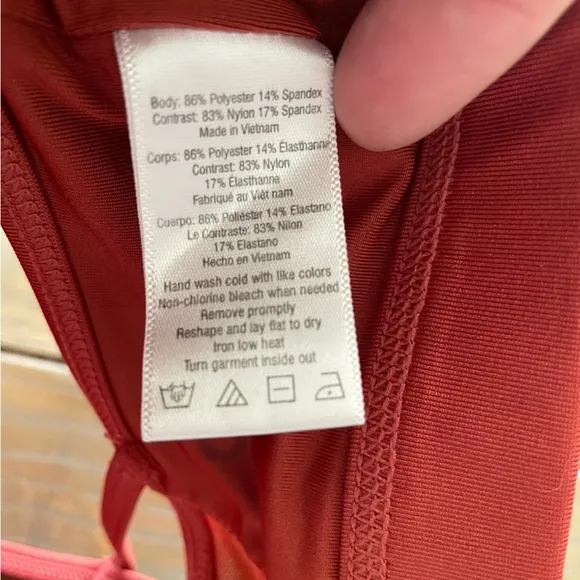 Body: 86% Polyester 14% Spandex
Contrast: 83% Nylon 17% Spandax
Made in Vietnam
Corps: 86% Polyester 14% Élasthanne
Contrast: 83% Nylon
17% Élasthanne
Fabriqué au Viêt nam
Cuerpo: 86% Poliéster 14% Elastano
Le Contraste: 83% Nilon
17% Elastano
Hecho en Vietnam
Hand wash cold with like colors
Non-chlorine bleach when needed
Remove promptly
Reshape and lay flat to dry
Iron low heat
Turn garment inside out